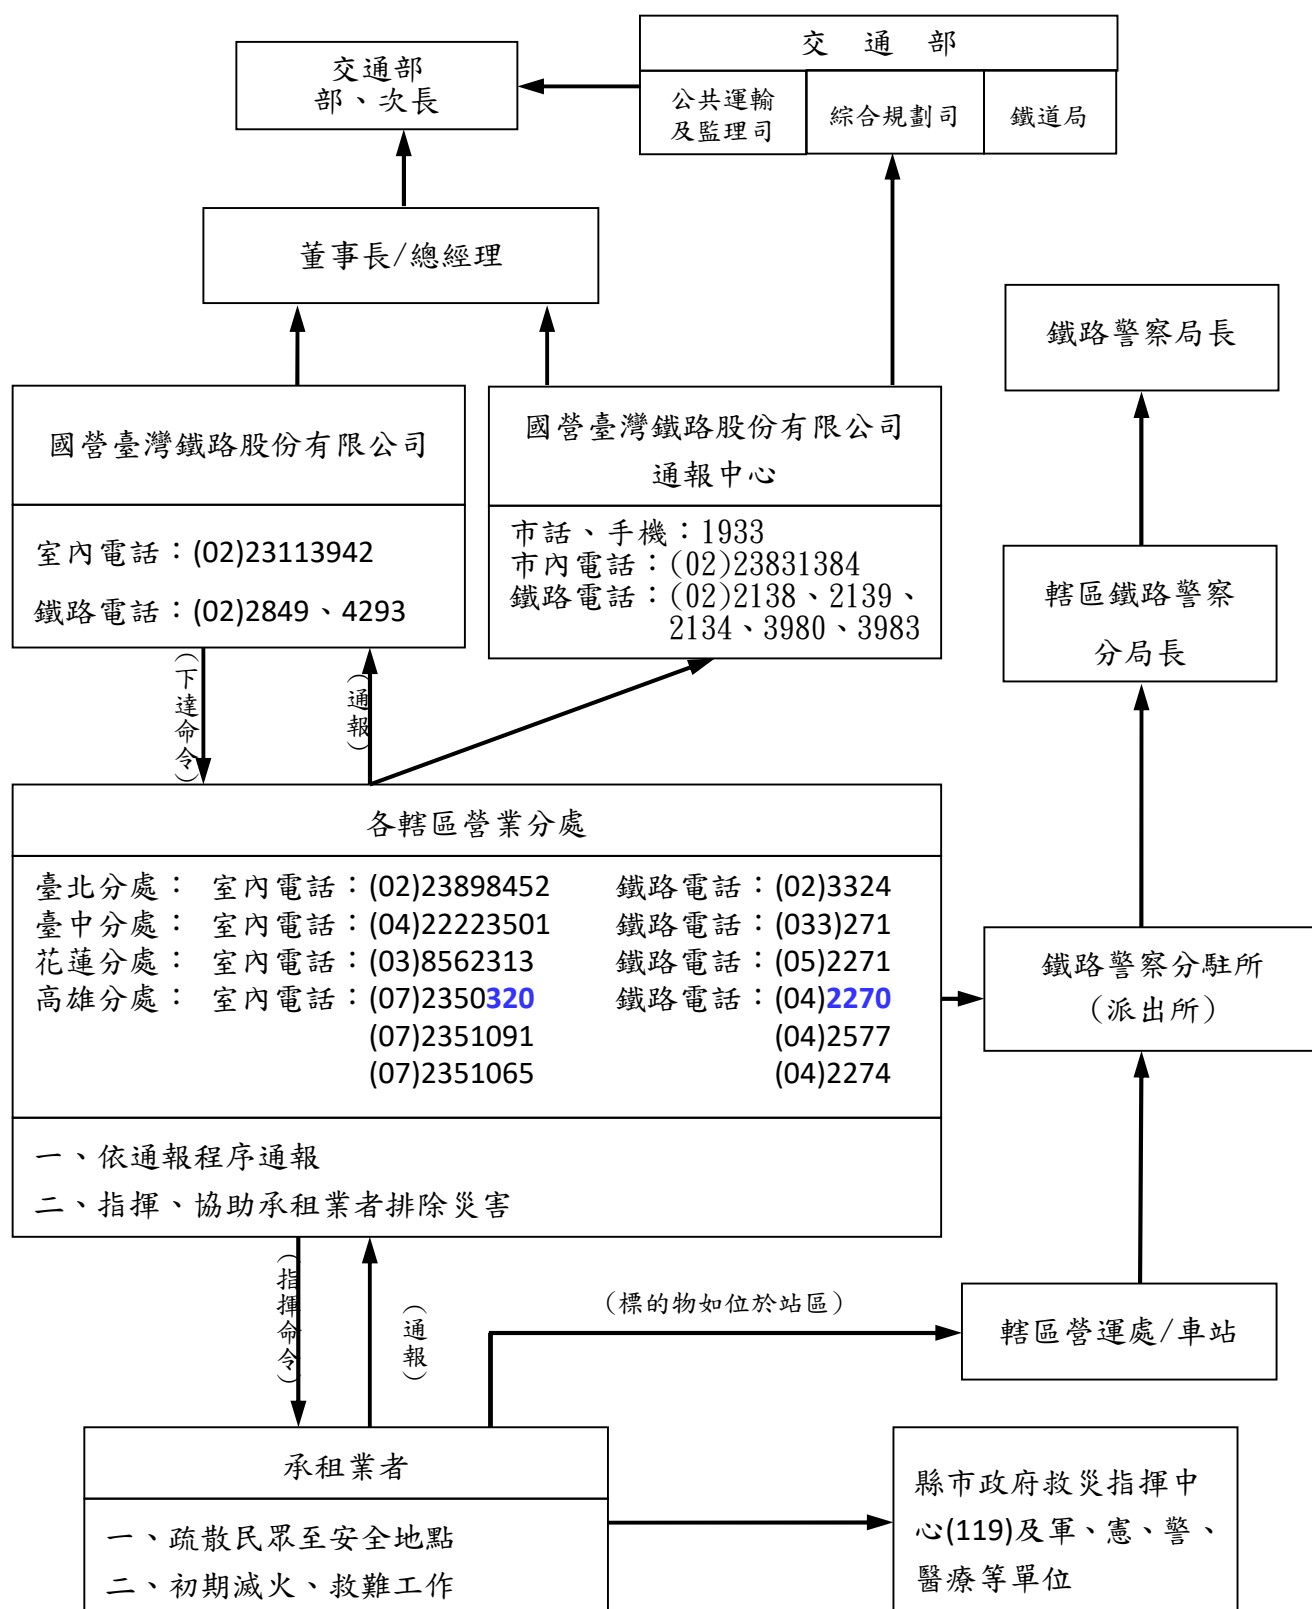 交通部
交通部
部、次長
公共運輸
及監理司
綜合規劃司
鐵道局
董事長/總經理
鐵路警察局長
國營臺灣鐵路股份有限公司
室內電話：(02)23113942
鐵路電話：(02)2849、4293
國營臺灣鐵路股份有限公司
通報中心
市話、手機：1933
市內電話：(02)23831384
鐵路電話：(02)2138、2139、
2134、3980、3983
轄區鐵路警察
分局長
（下達命令）
（通報）
各轄區營業分處
臺北分處： 室內電話：(02)23898452 鐵路電話：(02)3324
臺中分處： 室內電話：(04)22223501 鐵路電話：(033)271
花蓮分處： 室內電話：(03)8562313 鐵路電話：(05)2271
高雄分處： 室內電話：(07)2350320 鐵路電話：(04)2270
(07)2351091 (04)2577
(07)2351065 (04)2274
一、依通報程序通報
二、指揮、協助承租業者排除災害
鐵路警察分駐所
（派出所）
（指揮命令）
（通報）
（標的物如位於站區）
轄區營運處/車站
承租業者
一、疏散民眾至安全地點
二、初期滅火、救難工作
縣市政府救災指揮中
心(119)及軍、憲、警、
醫療等單位